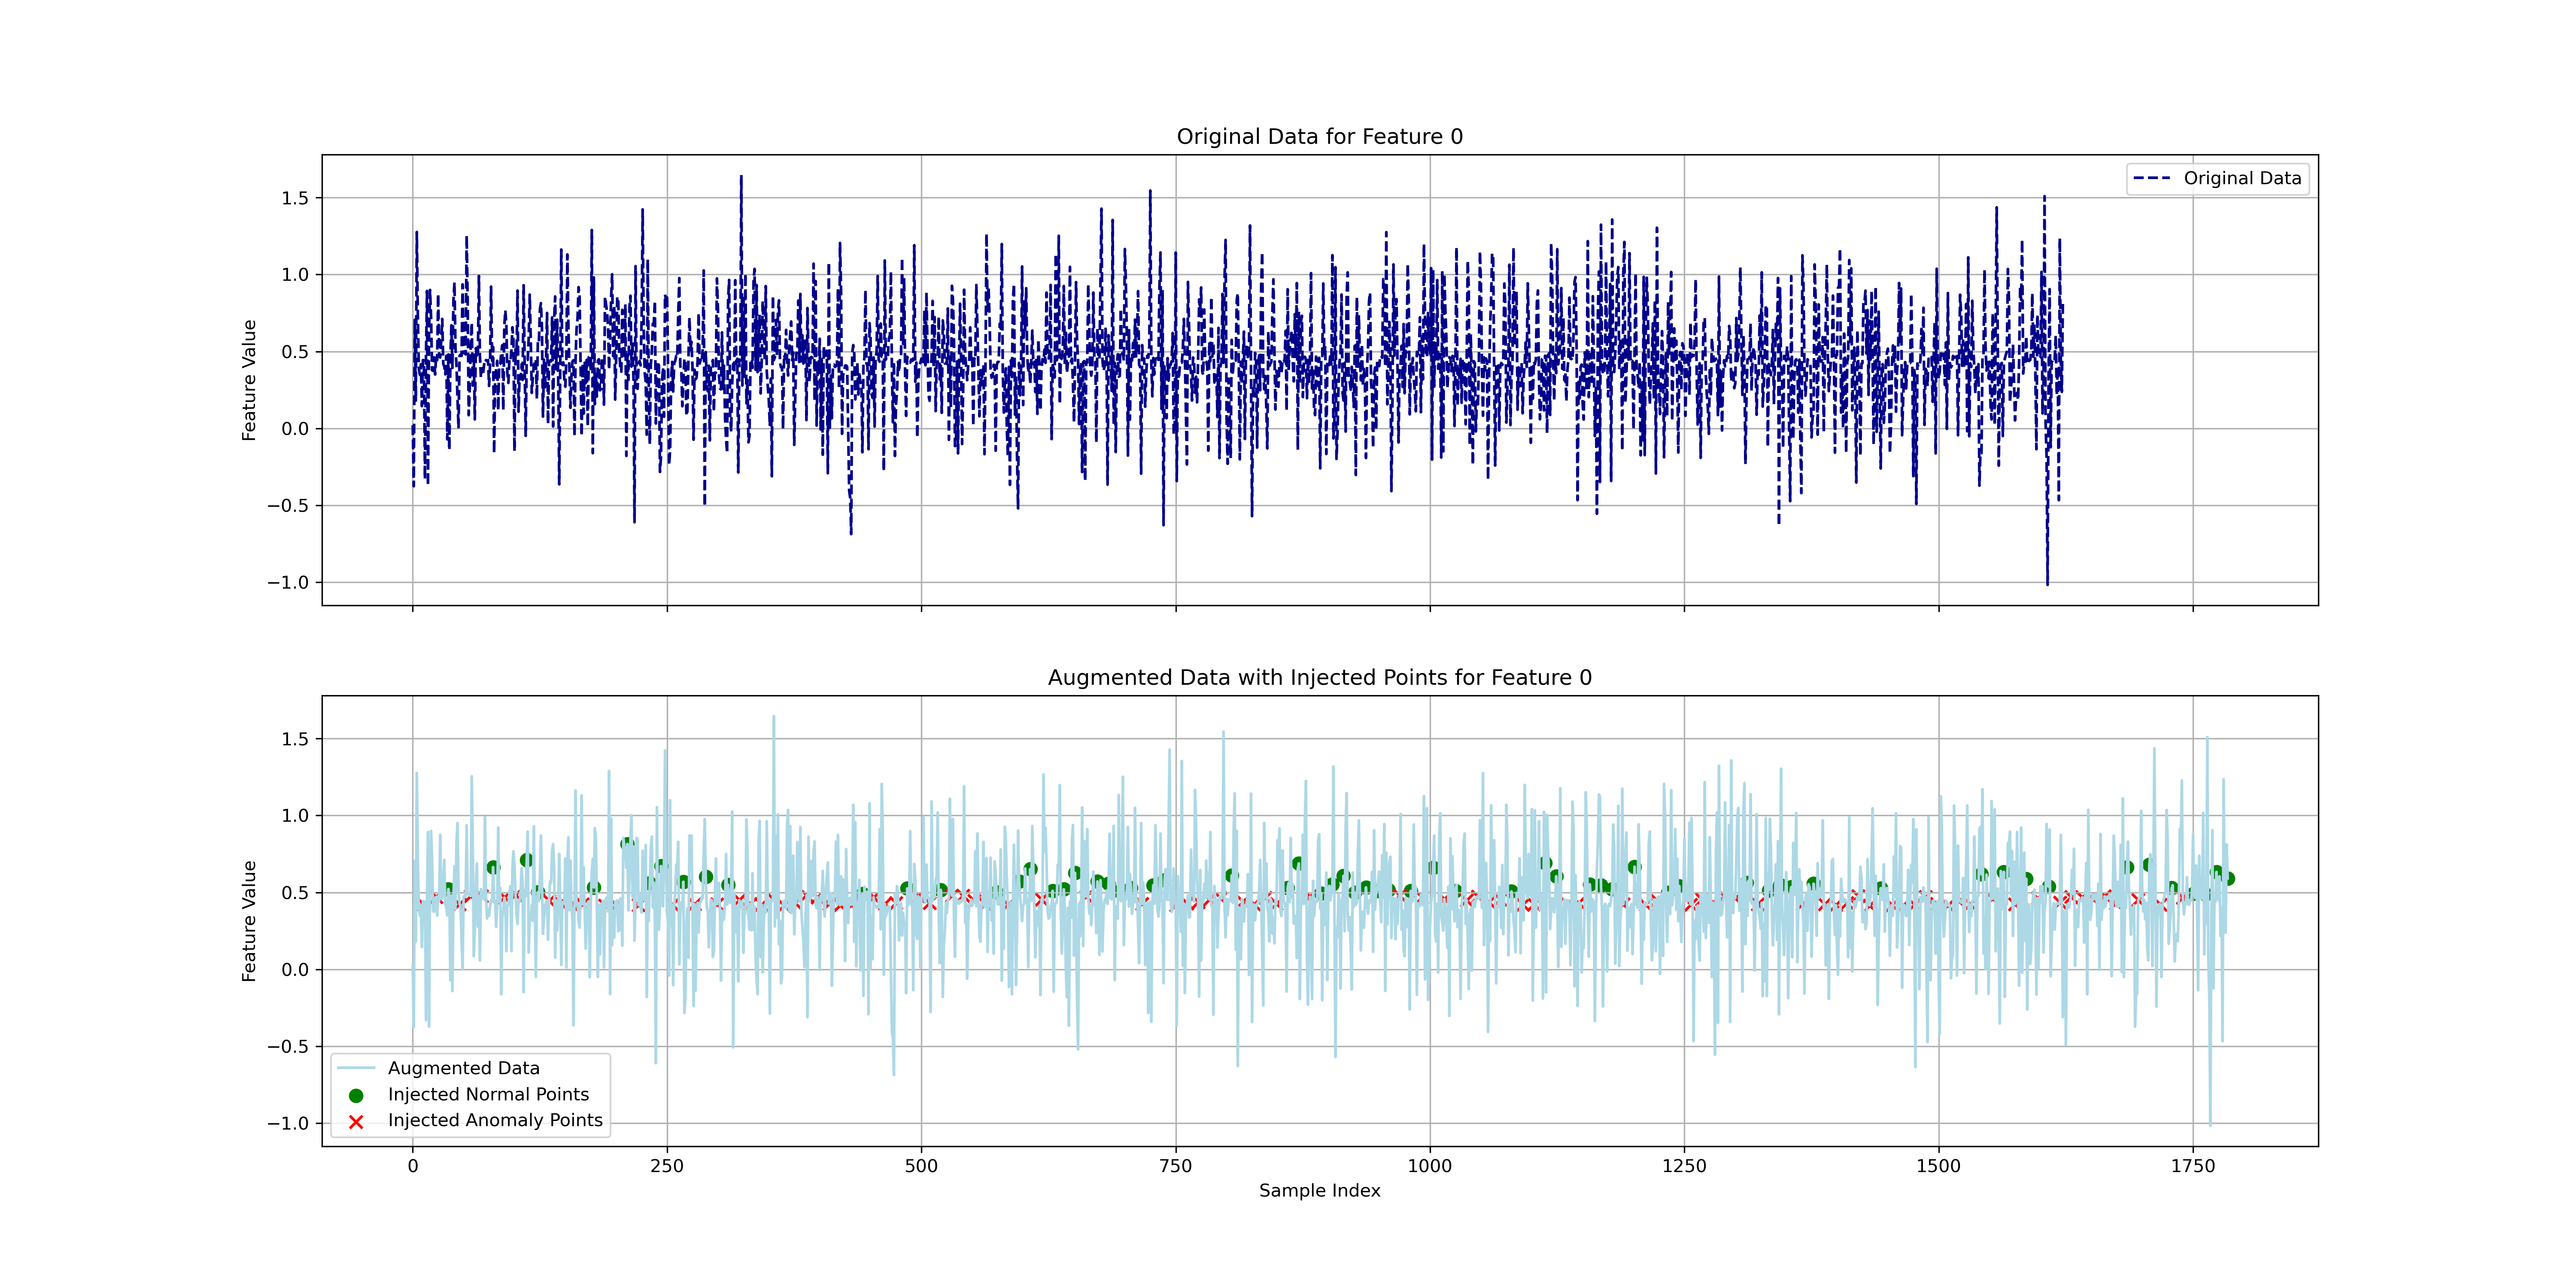 Original Data for Feature 0
Original Data
1.5
1.0
0.5
0.0
−0.5
−1.0
Feature Value
Augmented Data with Injected Points for Feature 0
1.5
1.0
0.5
0.0
−0.5
−1.0
Feature Value
Augmented Data
Injected Normal Points
Injected Anomaly Points
0 250 500 750 1000 1250 1500 1750
Sample Index